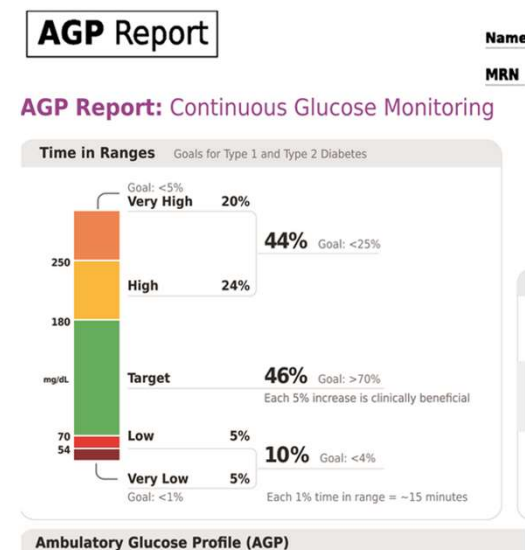 AGP Report
Name
MRN
AGP Report: Continuous Glucose Monitoring
Time in Ranges Goals for Type 1 and Type 2 Diabetes
Goal: <5%
Very High 20%
44% Goal: <25%
250
High 24%
180
mg/dL
Target 46% Goal: >70%
Each 5% increase is clinically beneficial
70
Low 5%
54
10% Goal: <4%
Very Low 5%
Goal: <1%
Each 1% time in range = ~15 minutes
Ambulatory Glucose Profile (AGP)